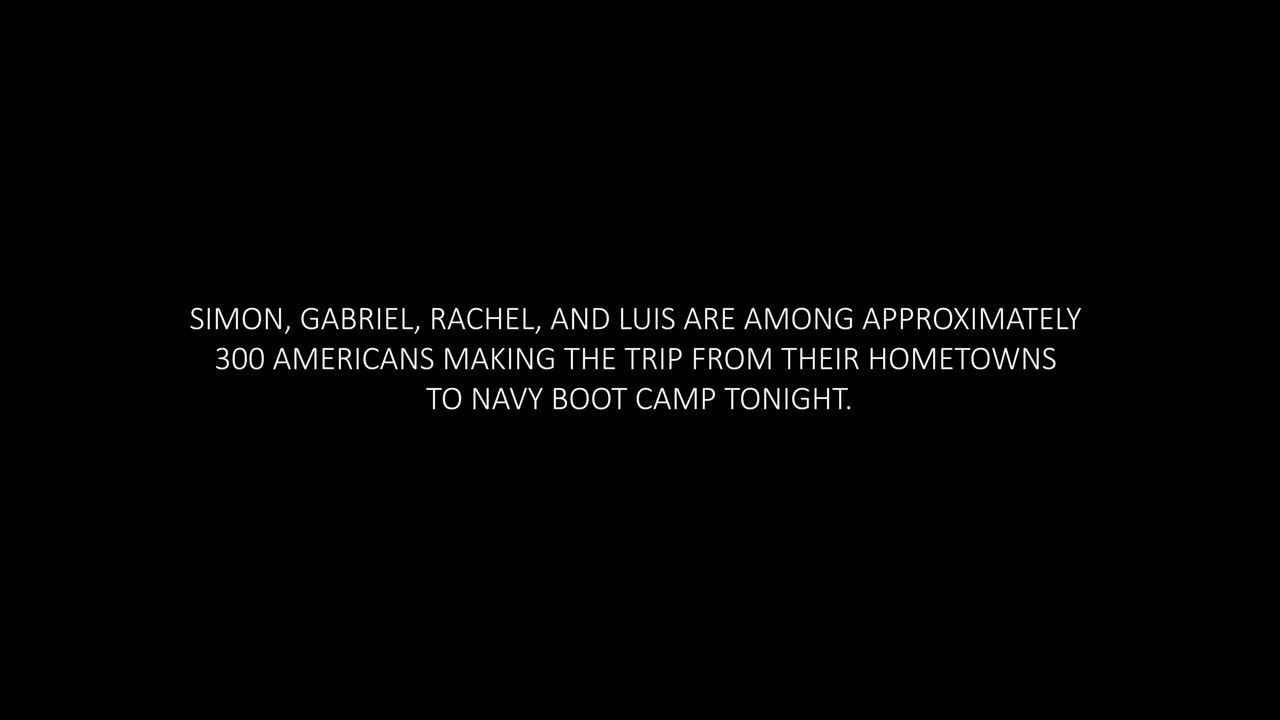 SIMON, GABRIEL, RACHEL, AND LUIS ARE AMONG APPROXIMATELY
300 AMERICANS MAKING THE TRIP FROM THEIR HOMETOWNS
TO NAVY BOOT CAMP TONIGHT.